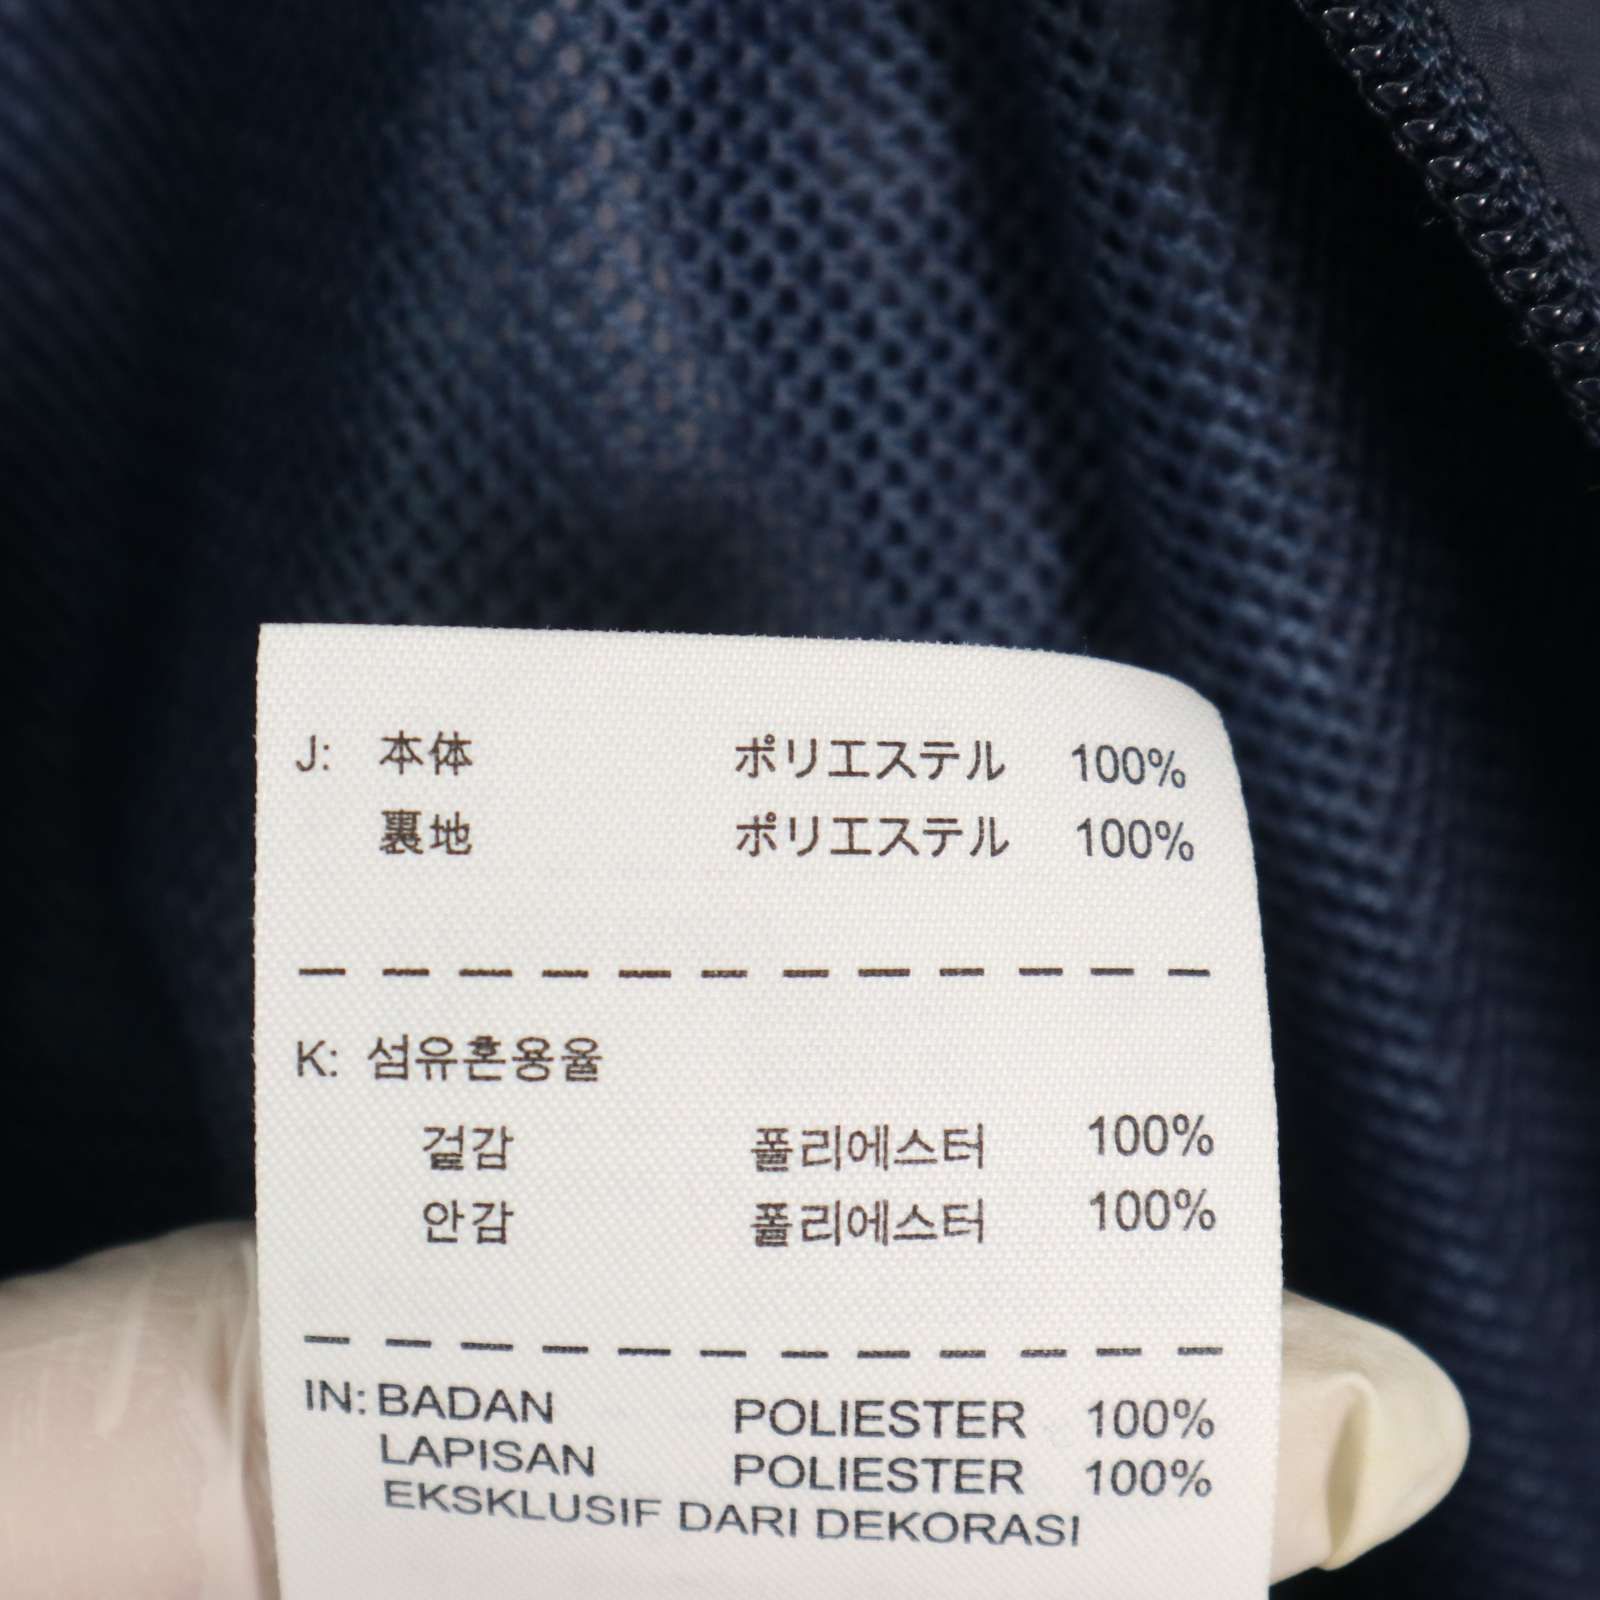 J: 本体 ポリエステル 100%
裏地 ポリエステル 100%
K: 섬유혼용율
겉감 폴리에스터 100%
안감 폴리에스터 100%
IN: BADAN POLIESTER 100%
LAPISAN POLIESTER 100%
EKSKLUSIF DARI DEKORASI